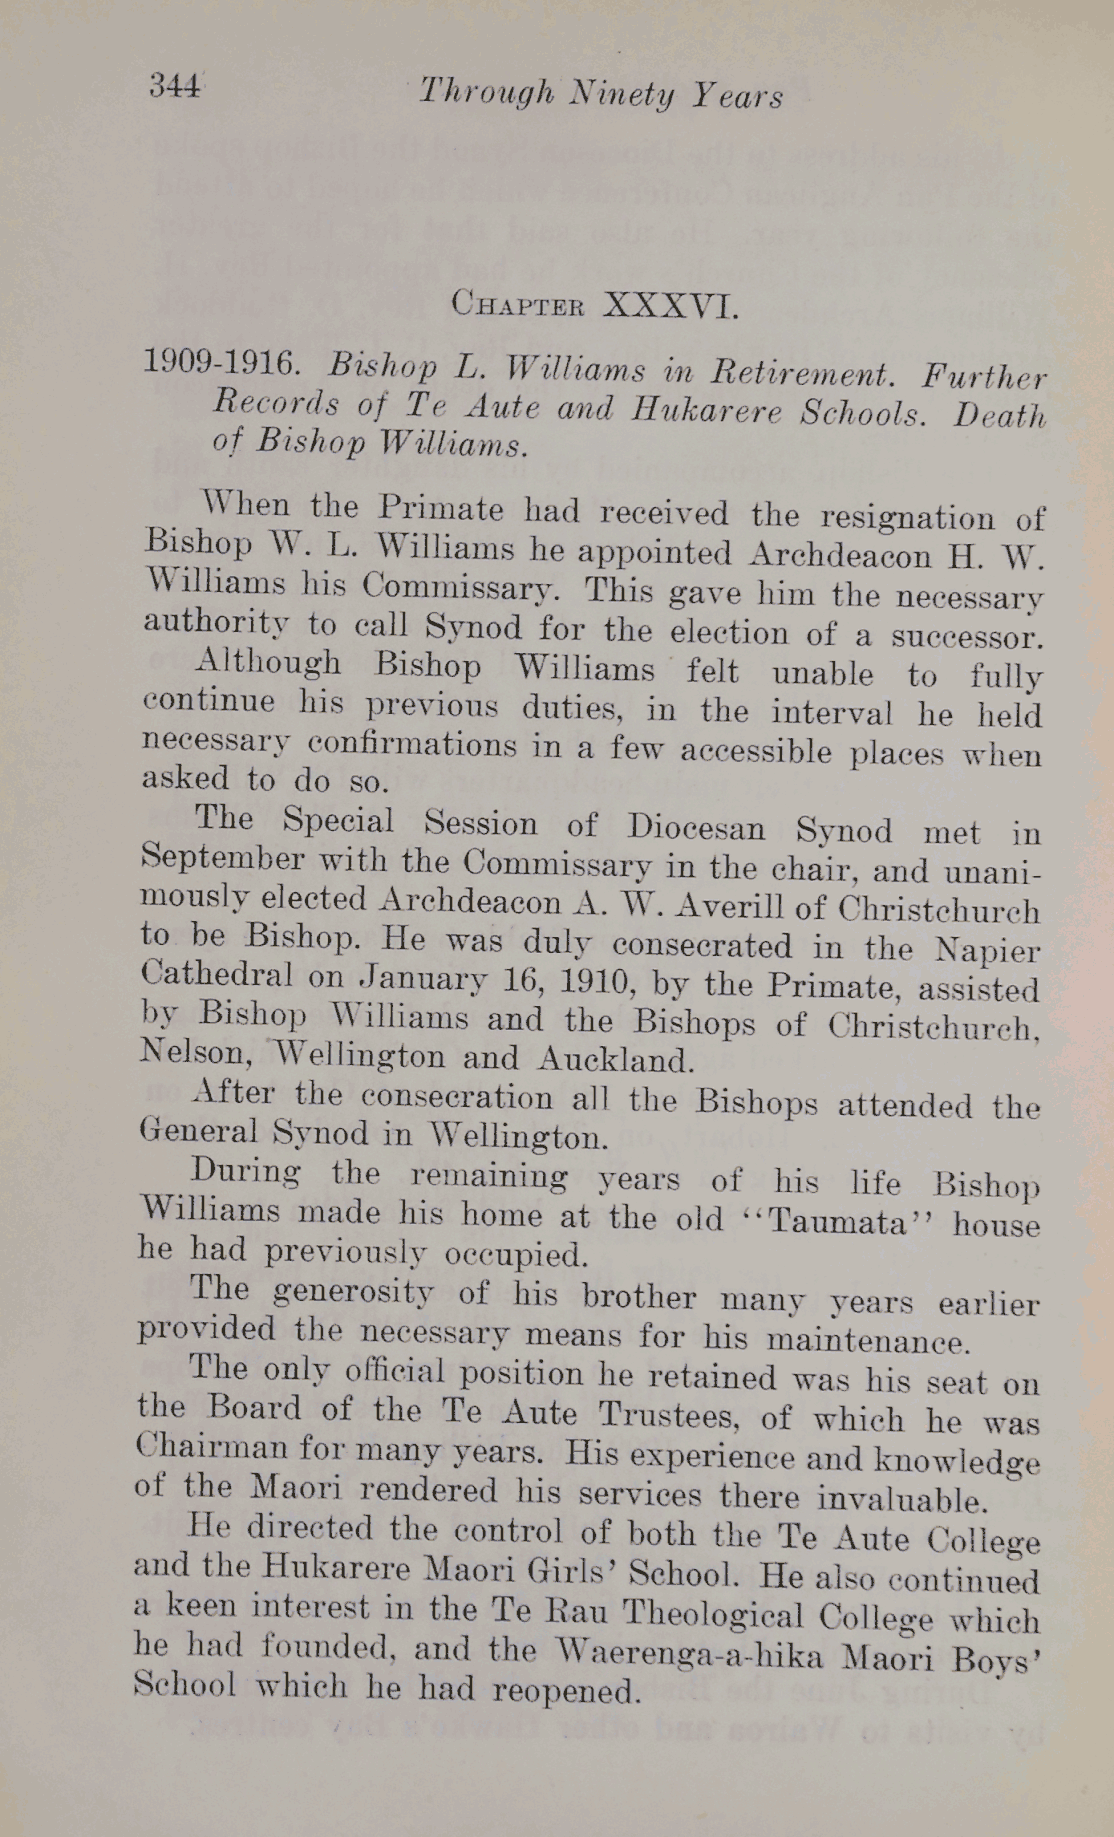 344 Through Ninety Years
CHAPTER XXXVI.
1909-1916. Bishop L. Williams in Retirement. Further
Records of Te Aute and Hukarere Schools. Death
of Bishop Williams.
When the Primate had received the resignation of
Bishop W. L. Williams he appointed Archdeacon H. W.
Williams his Commissary. This gave him the necessary
authority to call Synod for the election of a successor.
Although Bishop Williams felt unable to fully
continue his previous duties, in the interval he held
necessary confirmations in a few accessible places when
asked to do so.
The Special Session of Diocesan Synod met in
September with the Commissary in the chair, and unani-
mously elected Archdeacon A. W. Averill of Christchurch
to be Bishop. He was duly consecrated in the Napier
Cathedral on January 16, 1910, by the Primate, assisted
by Bishop Williams and the Bishops of Christchurch,
Nelson, Wellington and Auckland.
After the consecration all the Bishops attended the
General Synod in Wellington.
During the remaining years of his life Bishop
Williams made his home at the old "Taumata" house
he had previously occupied.
The generosity of his brother many years earlier
provided the necessary means for his maintenance.
The only official position he retained was his seat on
the Board of the Te Aute Trustees, of which he was
Chairman for many years. His experience and knowledge
of the Maori rendered his services there invaluable.
He directed the control of both the Te Aute College
and the Hukarere Maori Girls' School. He also continued
a keen interest in the Te Rau Theological College which
he had founded, and the Waerenga-a-hika Maori Boys'
School which he had reopened.